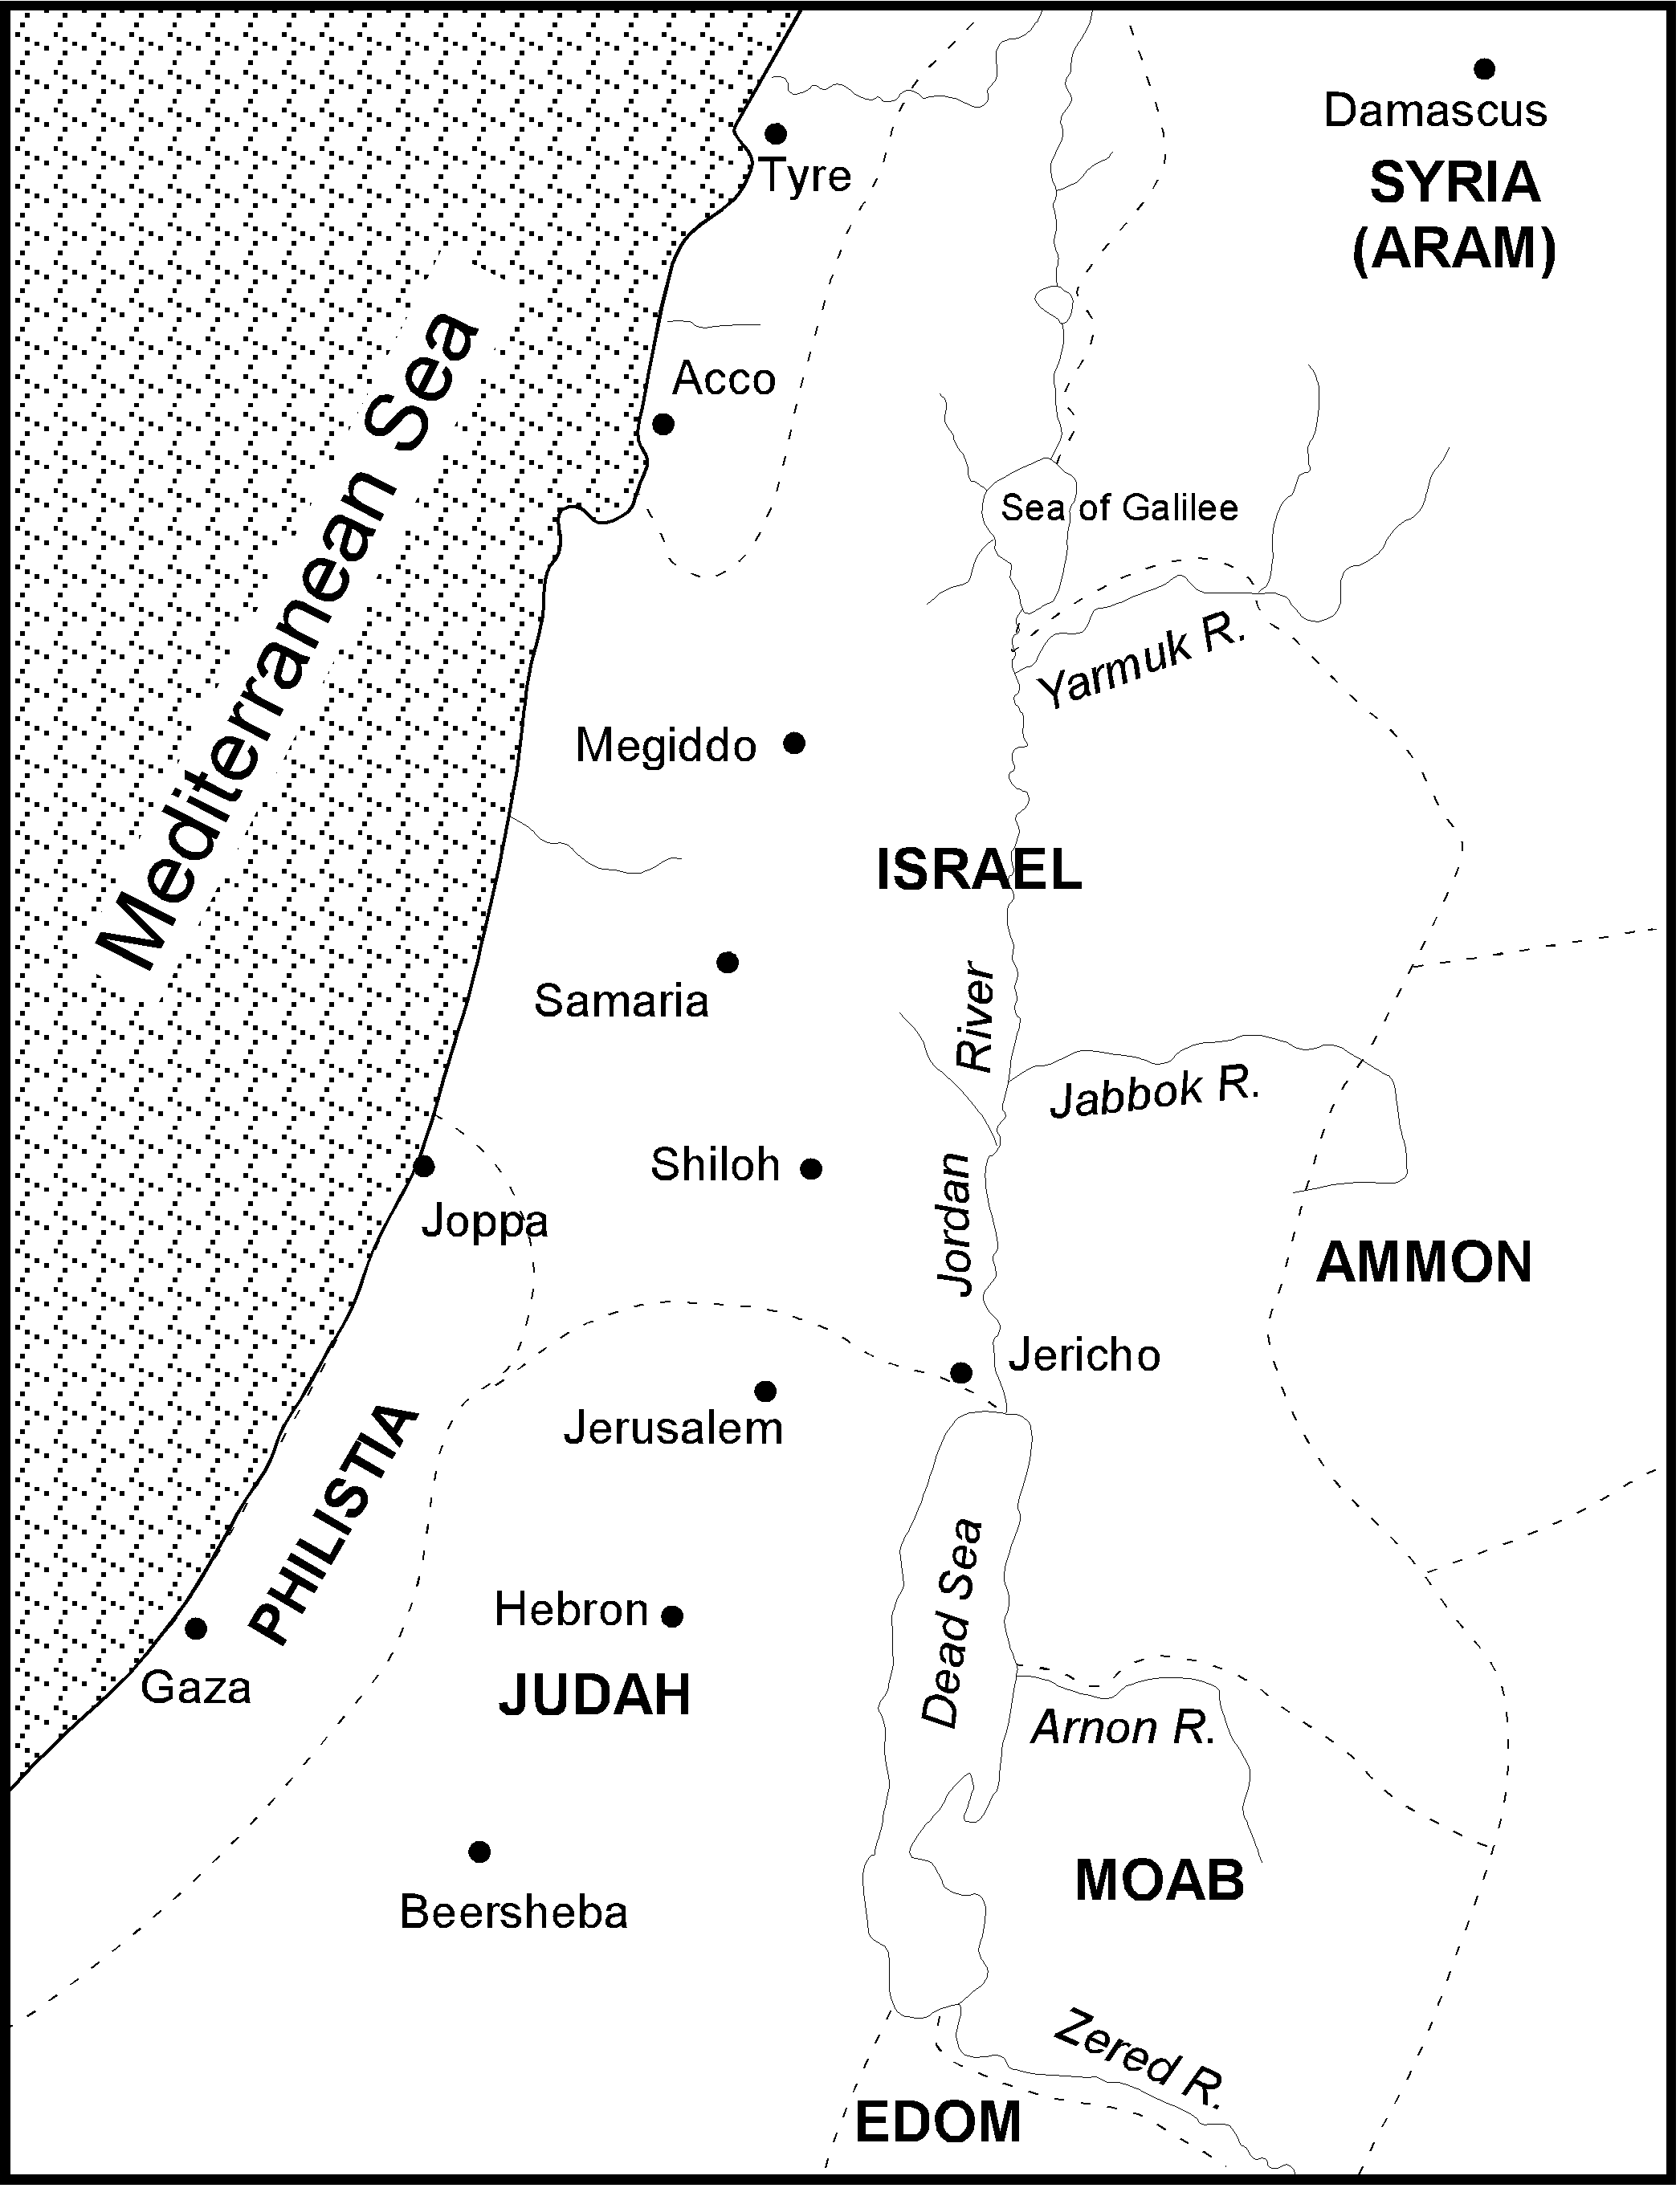 Damascus
SYRIA
(ARAM)
Tyre
Mediterranean Sea
Acco
Sea of Galilee
Yarmuk R.
Megiddo
ISRAEL
Samaria
Jordan River
Jabbok R.
Shiloh
Joppa
AMMON
Jericho
Jerusalem
PHILISTIA
Dead Sea
Hebron
Gaza
JUDAH
Arnon R.
MOAB
Beersheba
Zered R.
EDOM